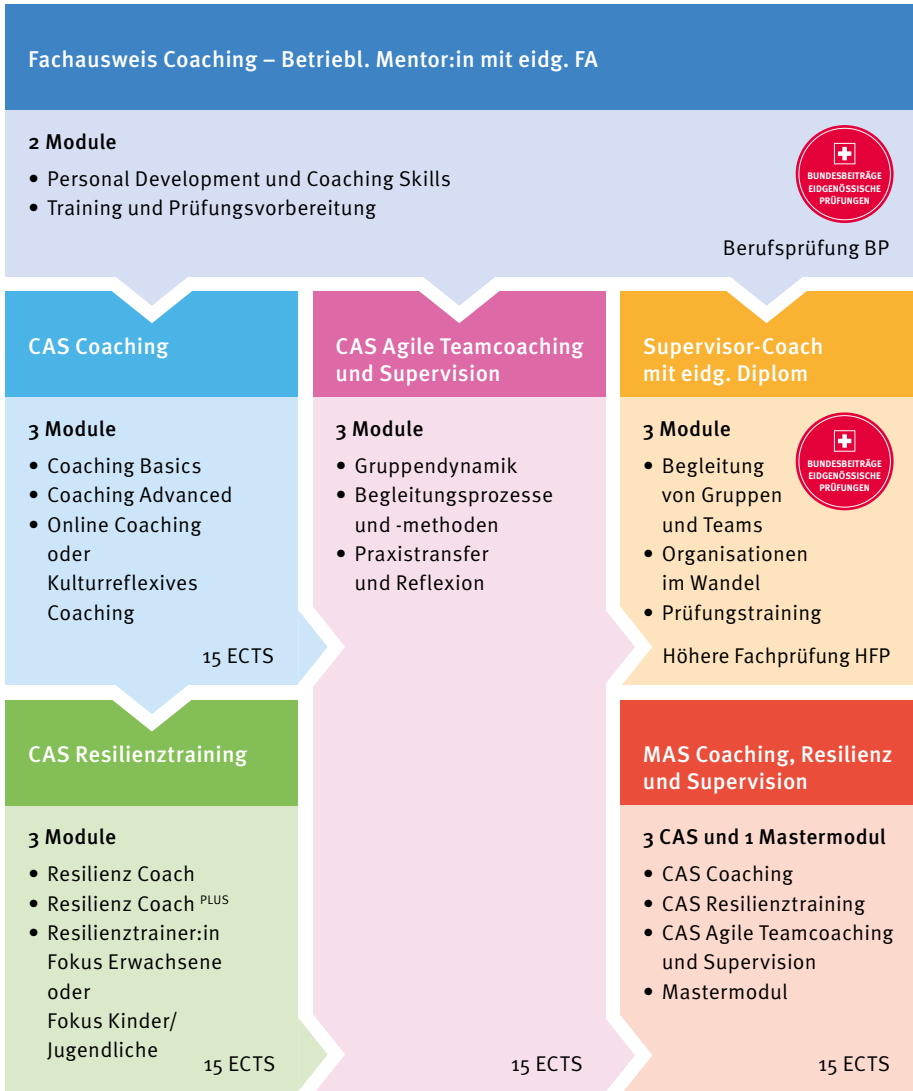 Fachausweis Coaching – Betriebl. Mentor:in mit eidg. FA
2 Module
• Personal Development und Coaching Skills
• Training und Prüfungsvorbereitung
BUNDESBEITRÄGE
EIDGENÖSSISCHE
PRÜFUNGEN
Berufsprüfung BP
CAS Coaching
3 Module
• Coaching Basics
• Coaching Advanced
• Online Coaching
oder
Kulturreflexives
Coaching
15 ECTS
CAS Agile Teamcoaching
und Supervision
3 Module
• Gruppendynamik
• Begleitungsprozesse
und -methoden
• Praxistransfer
und Reflexion
15 ECTS
Supervisor-Coach
mit eidg. Diplom
3 Module
• Begleitung
von Gruppen
und Teams
• Organisationen
im Wandel
• Prüfungstraining
BUNDESBEITRÄGE
EIDGENÖSSISCHE
PRÜFUNGEN
Höhere Fachprüfung HFP
CAS Resilienztraining
3 Module
• Resilienz Coach
• Resilienz Coach PLUS
• Resilienztrainer:in
Fokus Erwachsene
oder
Fokus Kinder/
Jugendliche
15 ECTS
MAS Coaching, Resilienz
und Supervision
3 CAS und 1 Mastermodul
• CAS Coaching
• CAS Resilienztraining
• CAS Agile Teamcoaching
und Supervision
• Mastermodul
15 ECTS